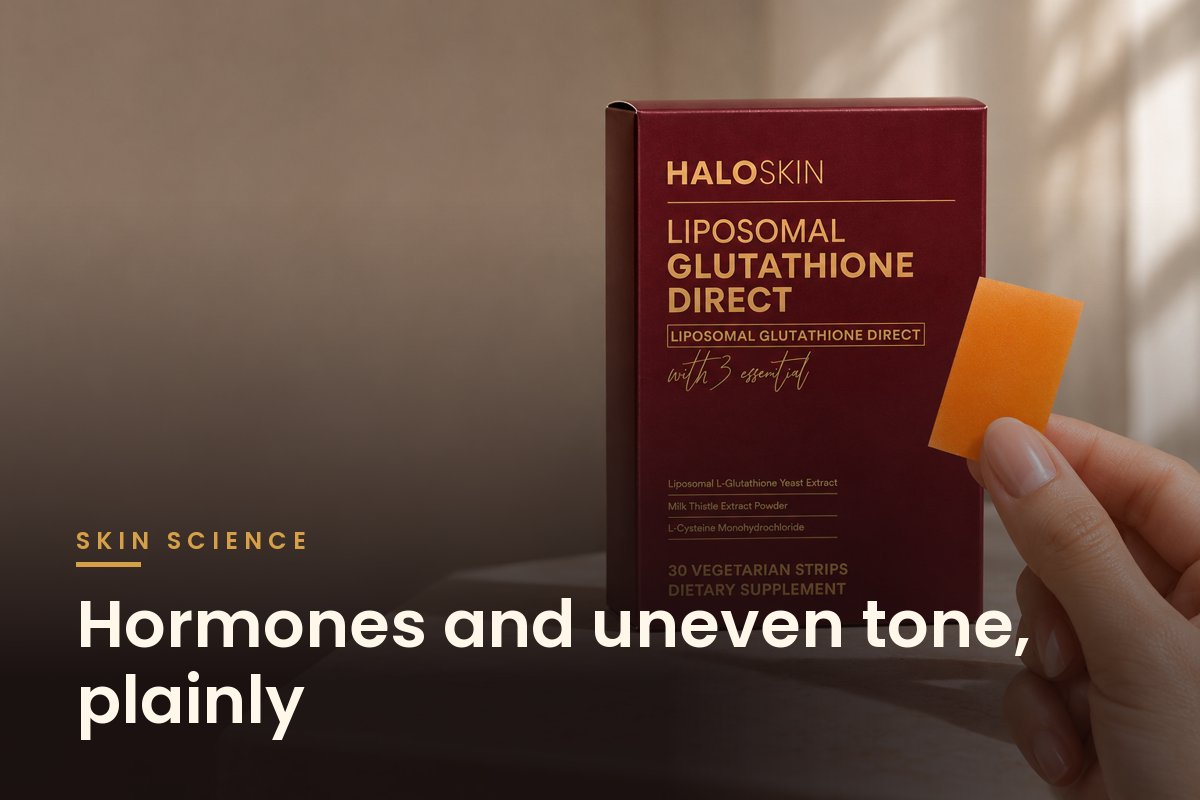 HALOSKIN
LIPOSOMAL
GLUTATHIONE
DIRECT
LIPOSOMAL GLUTATHIONE DIRECT
with 3 essential
Liposomal L-Glutathione Yeast Extract
Milk Thistle Extract Powder
L-Cysteine Monohydrochloride
30 VEGETARIAN STRIPS
DIETARY SUPPLEMENT
SKIN SCIENCE
Hormones and uneven tone,
plainly